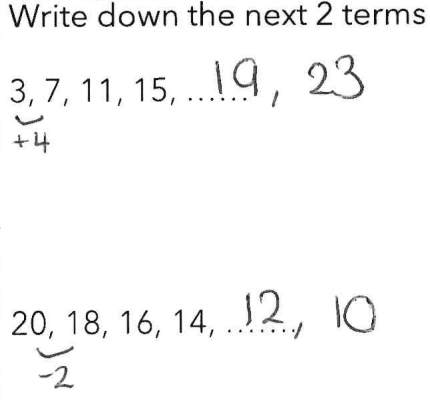 Write down the next 2 terms
3, 7, 11, 15, ...19..., 23
+4
20, 18, 16, 14, ...12..., 10
-2